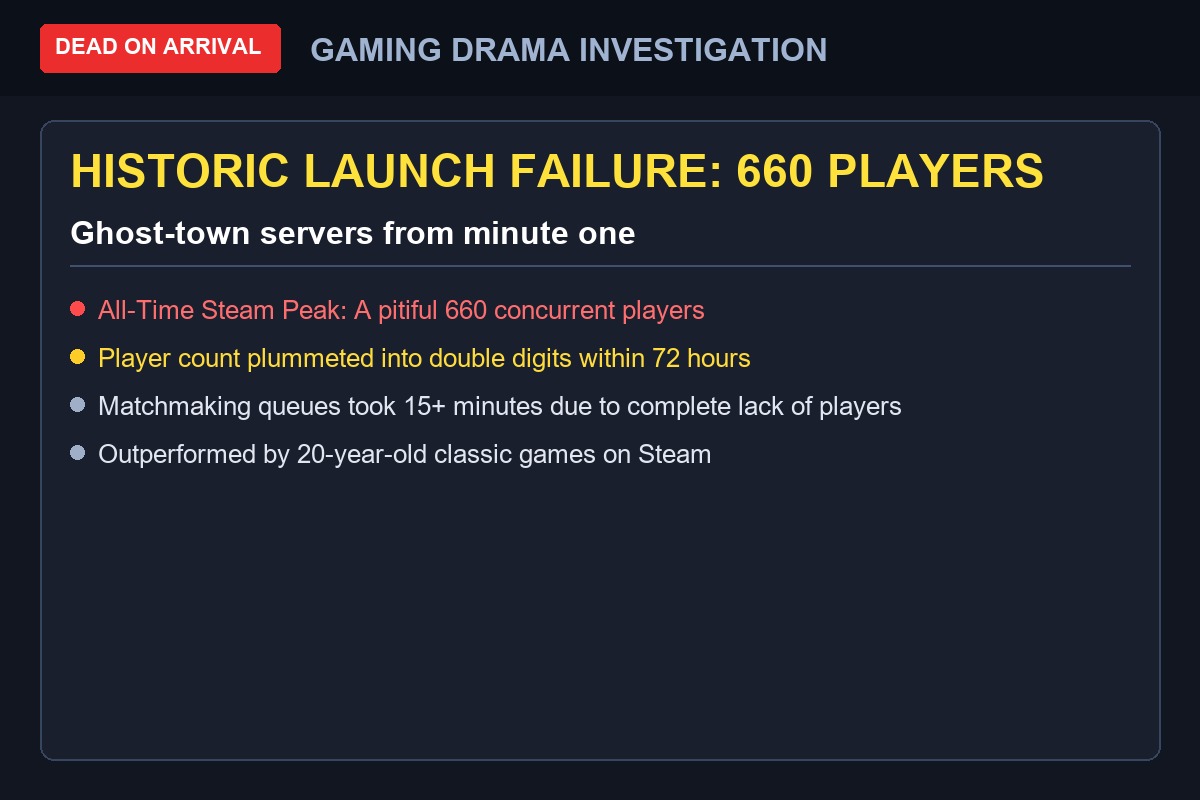 DEAD ON ARRIVAL
GAMING DRAMA INVESTIGATION
HISTORIC LAUNCH FAILURE: 660 PLAYERS
Ghost-town servers from minute one
All-Time Steam Peak: A pitiful 660 concurrent players
Player count plummeted into double digits within 72 hours
Matchmaking queues took 15+ minutes due to complete lack of players
Outperformed by 20-year-old classic games on Steam